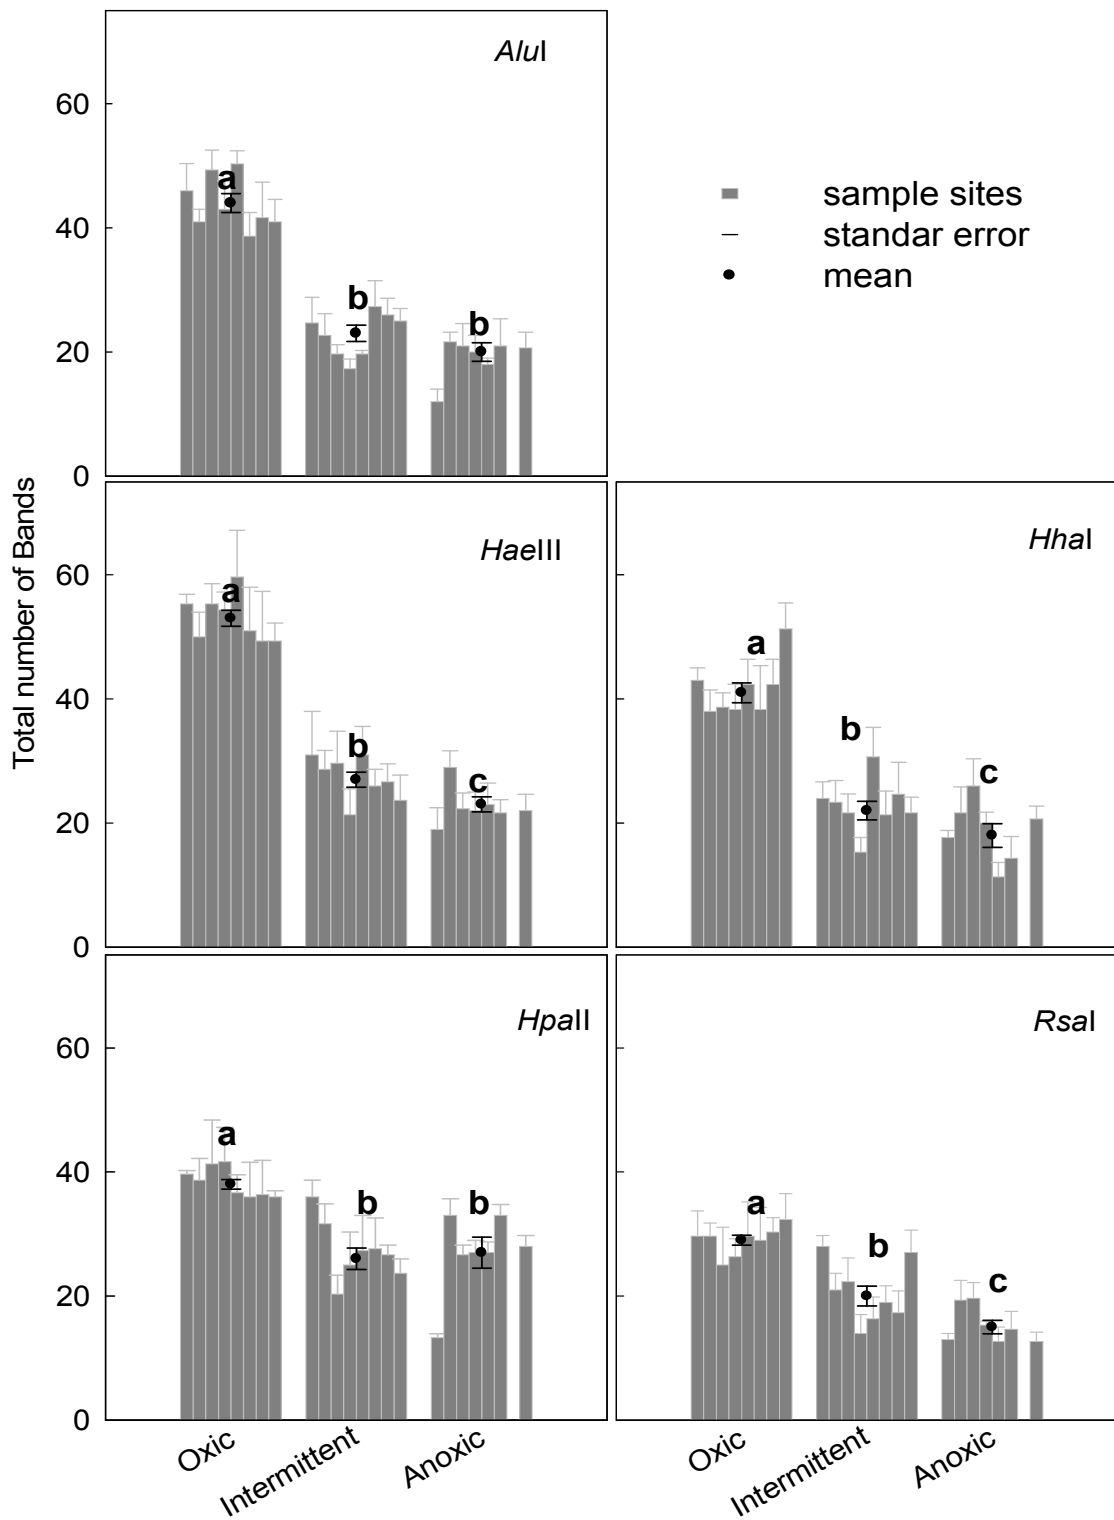 AluI
60
40
20
0
a
b
b
sample sites
standar error
mean
Total number of Bands
HaeIII
60
40
20
0
a
b
c
HhaI
a
b
c
HpaII
60
40
20
0
a
b
b
RsaI
a
b
c
Oxic
Intermittent
Anoxic
Oxic
Intermittent
Anoxic